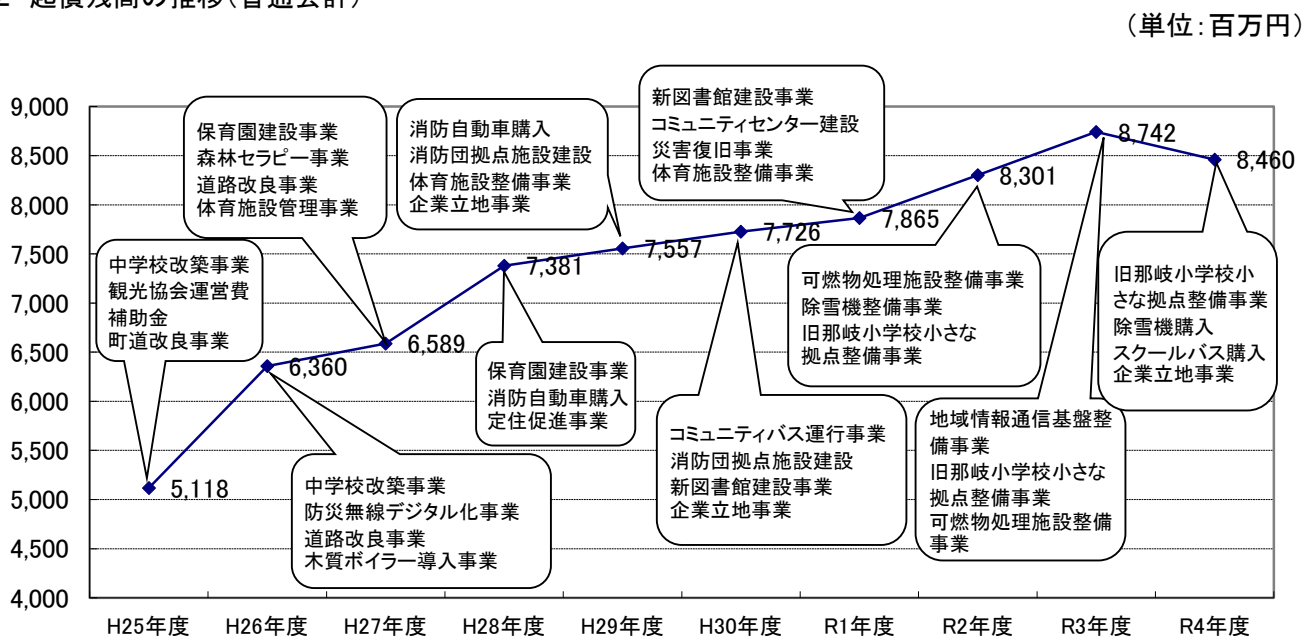 起債残高の推移(普通会計)
(単位:百万円)
9,000
8,500
8,000
7,500
7,000
6,500
6,000
5,500
5,000
4,500
4,000
中学校改築事業
観光協会運営費
補助金
町道改良事業
5,118
中学校改築事業
防災無線デジタル化事業
道路改良事業
木質ボイラー導入事業
6,360
保育園建設事業
森林セラピー事業
道路改良事業
体育施設管理事業
6,589
保育園建設事業
消防自動車購入
定住促進事業
7,381
消防自動車購入
消防団拠点施設建設
体育施設整備事業
企業立地事業
7,557
コミュニティバス運行事業
消防団拠点施設建設
新図書館建設事業
企業立地事業
7,726
新図書館建設事業
コミュニティセンター建設
災害復旧事業
体育施設整備事業
7,865
可燃物処理施設整備事業
除雪機整備事業
旧那岐小学校小さな
拠点整備事業
8,301
地域情報通信基盤整
備事業
旧那岐小学校小さな
拠点整備事業
可燃物処理施設整備
事業
8,742
旧那岐小学校小
さな拠点整備事業
除雪機購入
スクールバス購入
企業立地事業
8,460
H25年度
H26年度
H27年度
H28年度
H29年度
H30年度
R1年度
R2年度
R3年度
R4年度